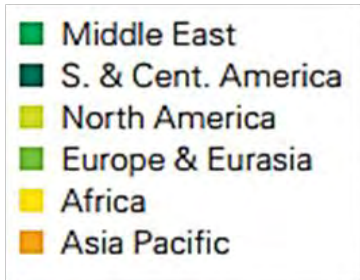 Middle East
S. & Cent. America
North America
Europe & Eurasia
Africa
Asia Pacific